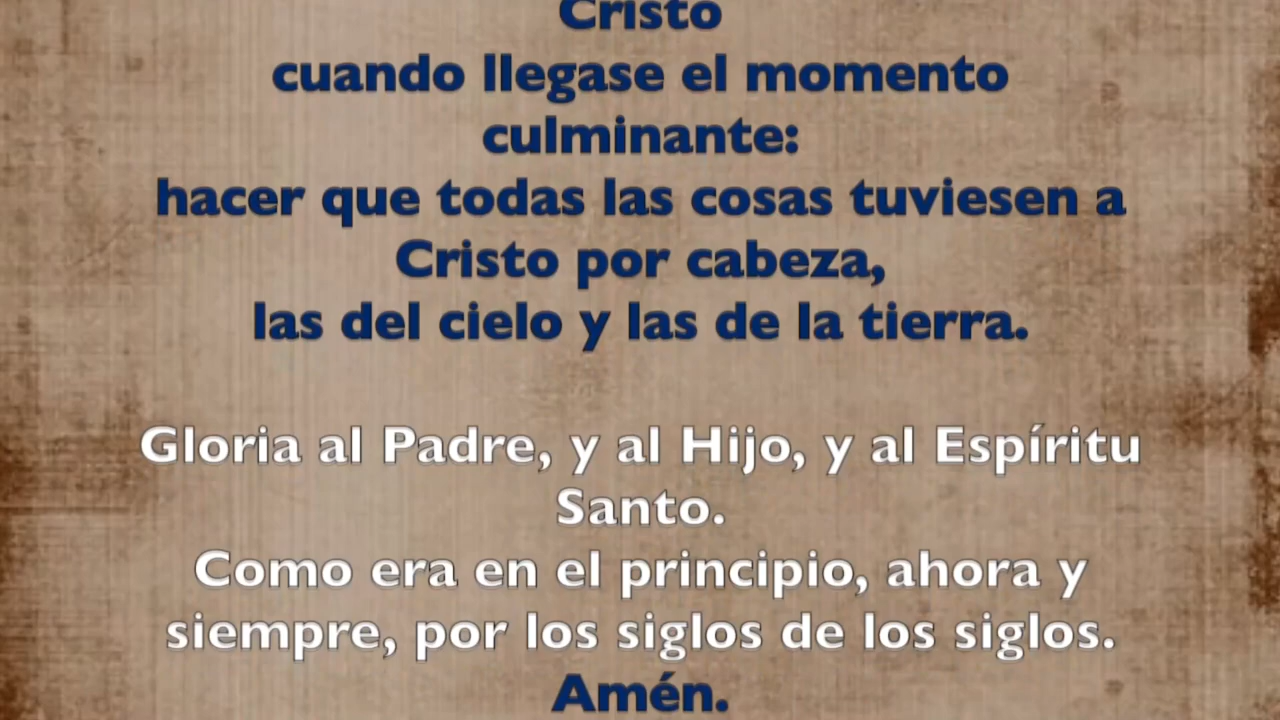 Cristo
cuando llegase el momento
culminante:
hacer que todas las cosas tuviesen a
Cristo por cabeza,
las del cielo y las de la tierra.
Gloria al Padre, y al Hijo, y al Espíritu
Santo.
Como era en el principio, ahora y
siempre, por los siglos de los siglos.
Amén.